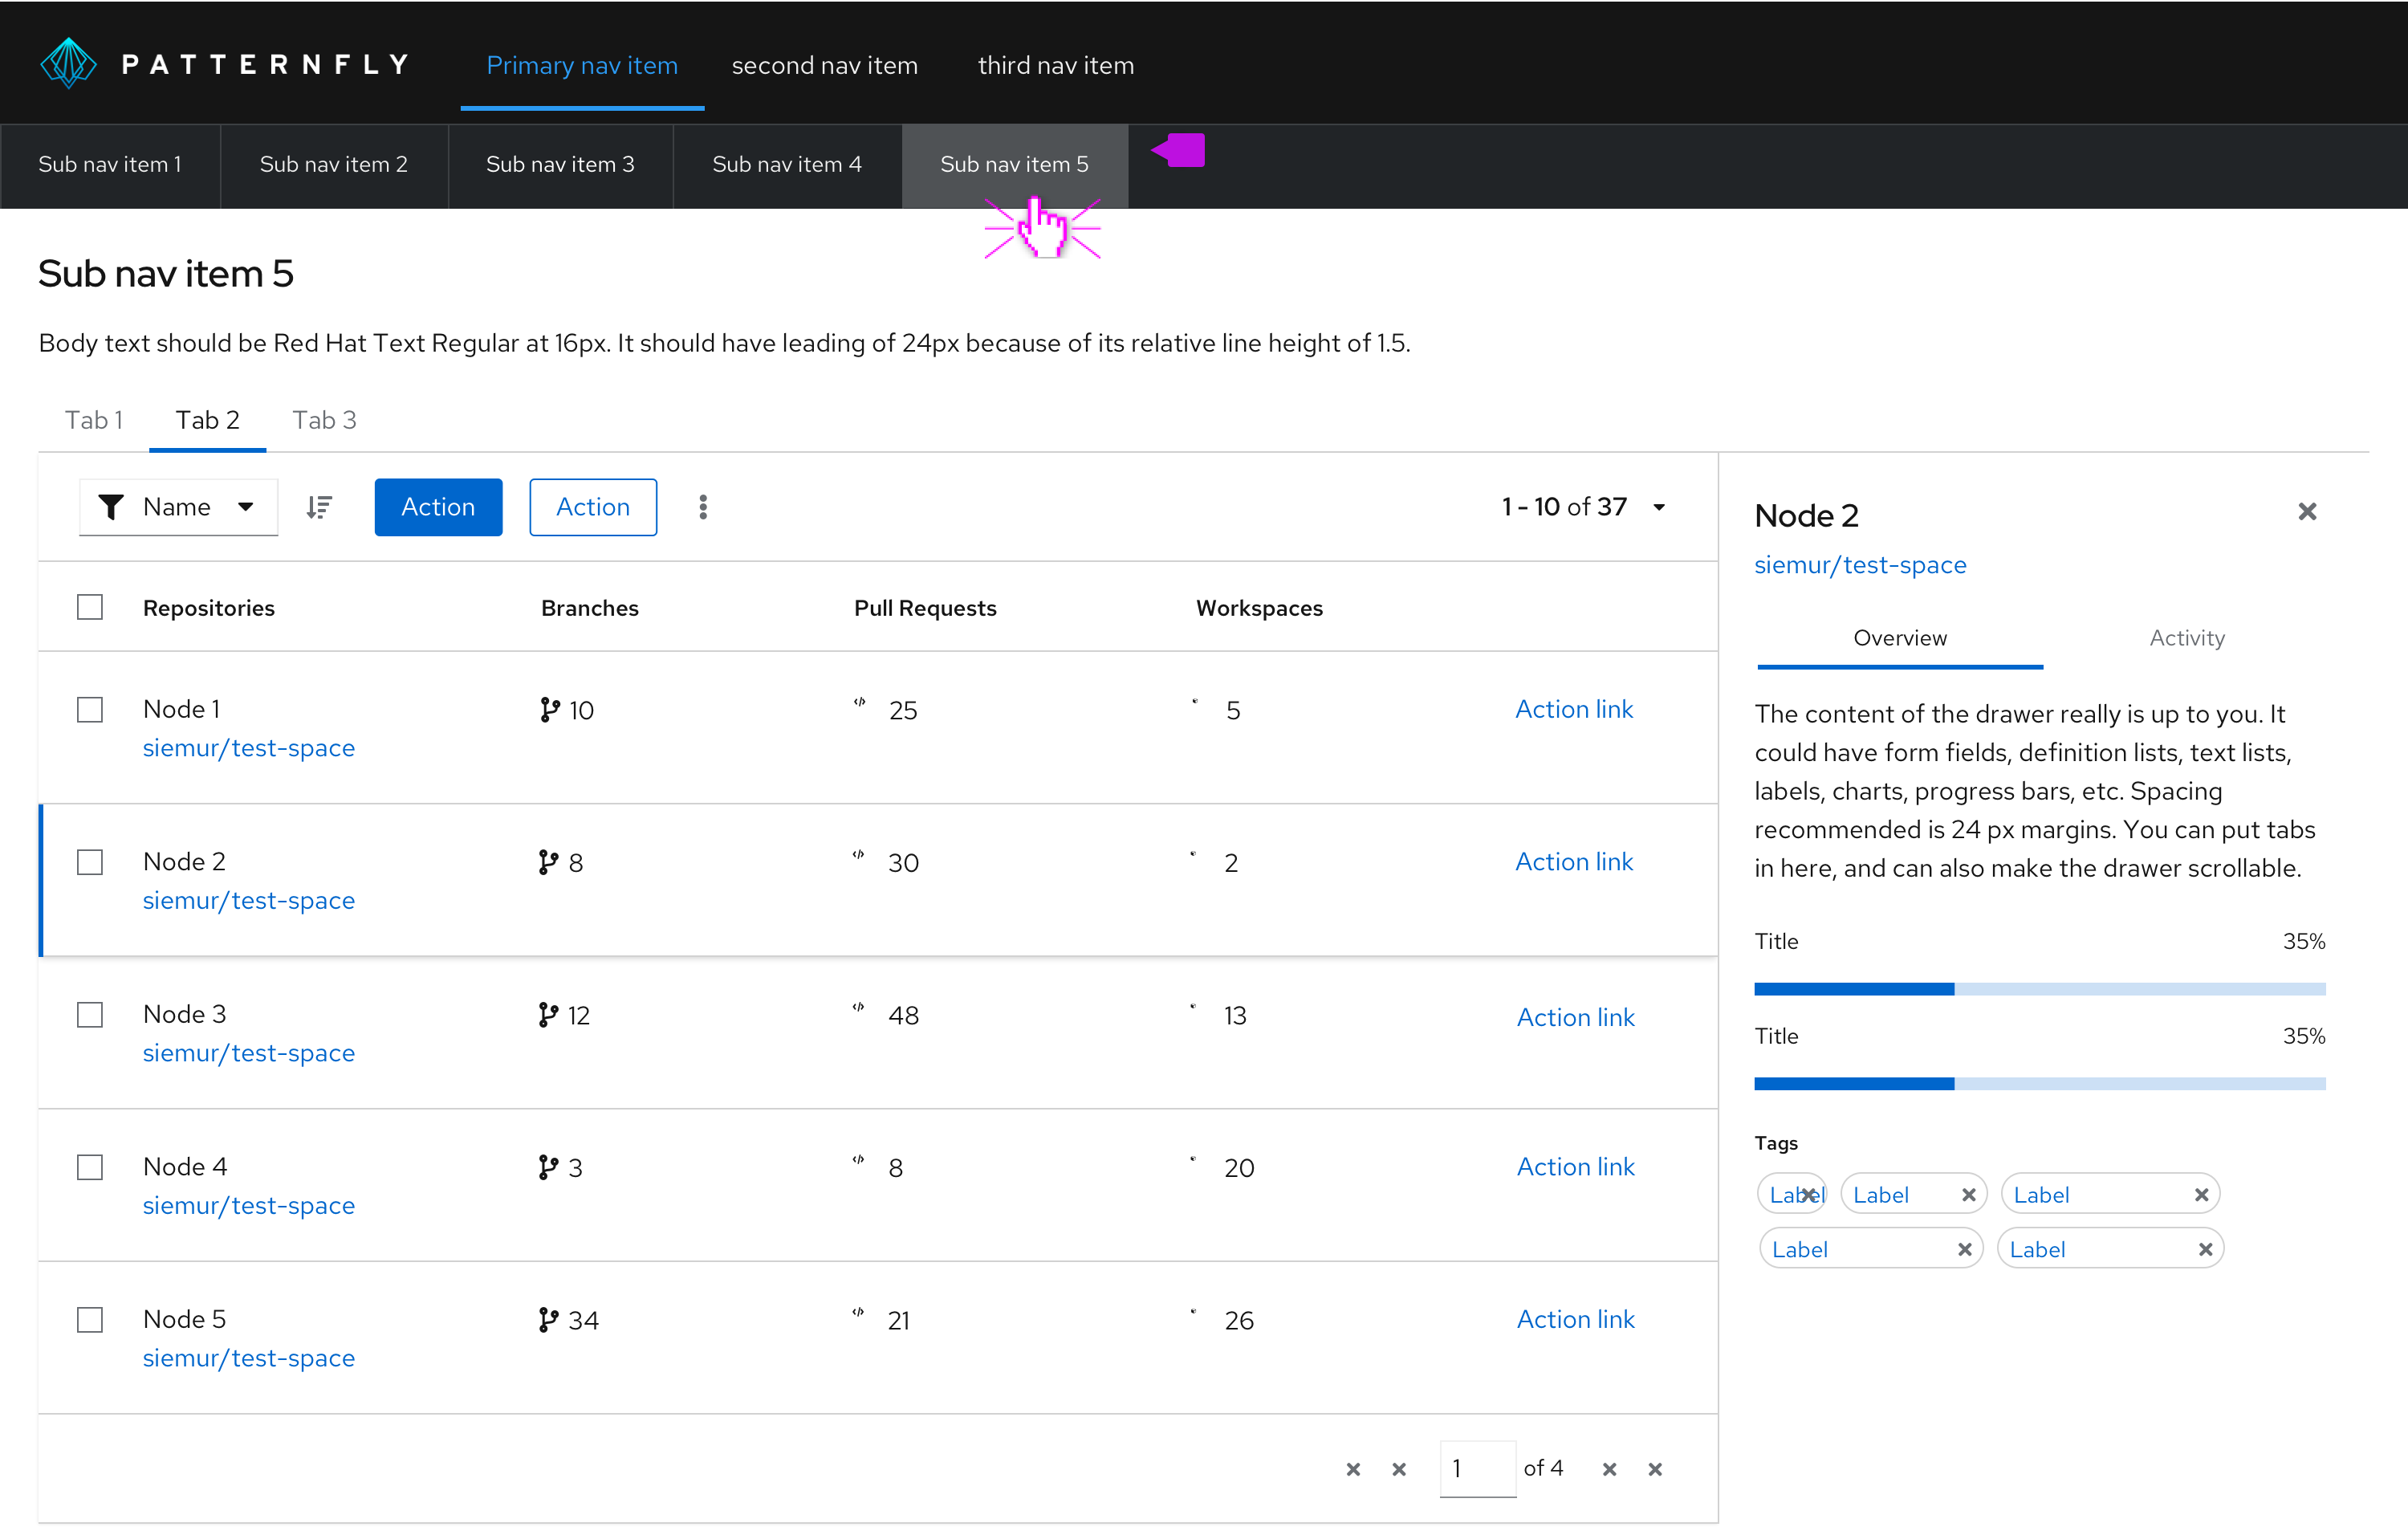 PATTERNFLY Primary nav item second nav item third nav item
Sub nav item 1 Sub nav item 2 Sub nav item 3 Sub nav item 4 Sub nav item 5
Sub nav item 5
Body text should be Red Hat Text Regular at 16px. It should have leading of 24px because of its relative line height of 1.5.
Tab 1 Tab 2 Tab 3
Name Action Action 1 - 10 of 37
Repositories Branches Pull Requests Workspaces
Node 1 10 25 5 Action link
siemur/test-space
Node 2 8 30 2 Action link
siemur/test-space
Node 3 12 48 13 Action link
siemur/test-space
Node 4 3 8 20 Action link
siemur/test-space
Node 5 34 21 26 Action link
siemur/test-space
1 of 4
Node 2
siemur/test-space
Overview Activity
The content of the drawer really is up to you. It
could have form fields, definition lists, text lists,
labels, charts, progress bars, etc. Spacing
recommended is 24 px margins. You can put tabs
in here, and can also make the drawer scrollable.
Title 35%
Title 35%
Tags
Label Label Label
Label Label